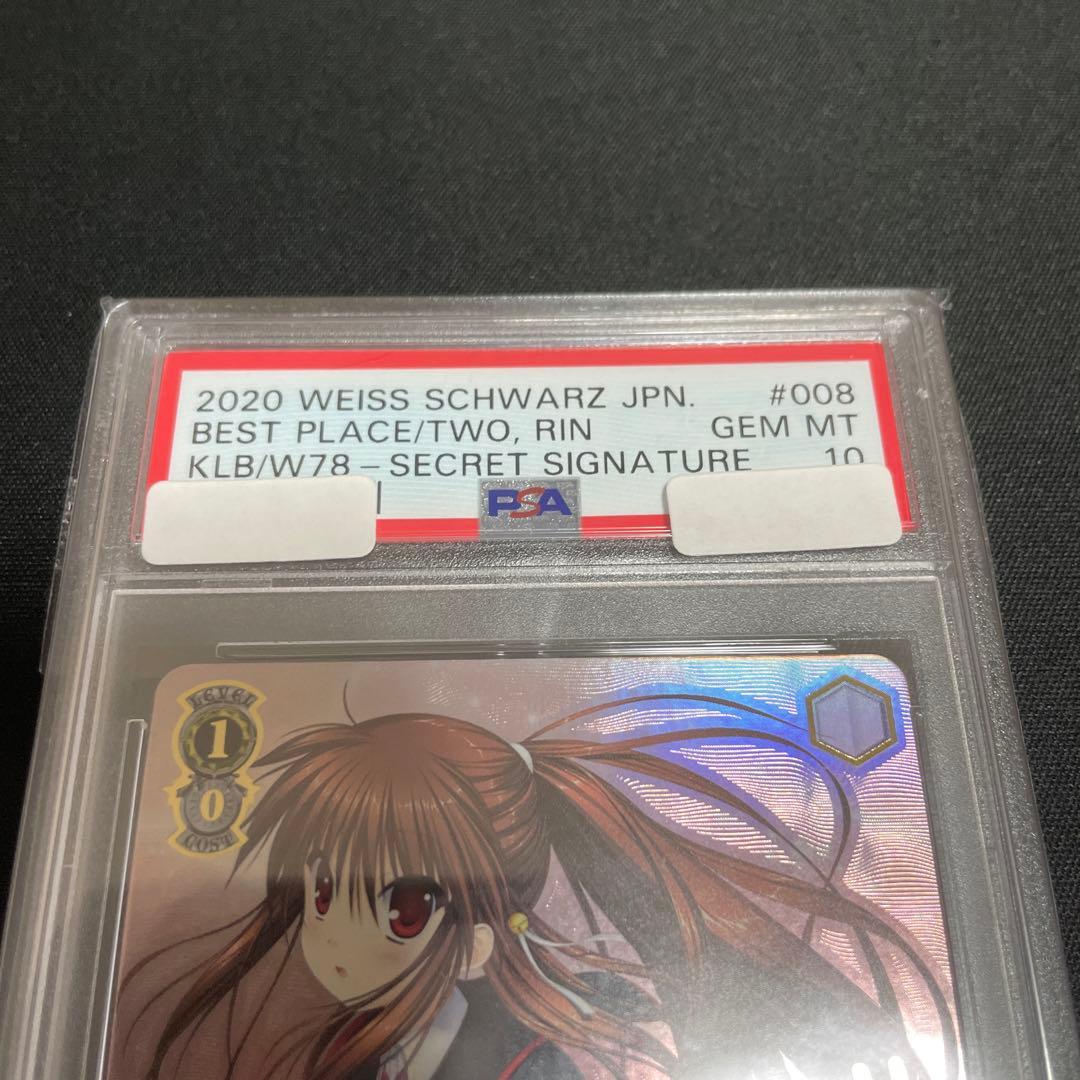 2020 WEISS SCHWARZ JPN. #008
BEST PLACE/TWO, RIN GEM MT
KLB/W78 – SECRET SIGNATURE 10
PSA
LEVEL
1
0
COST